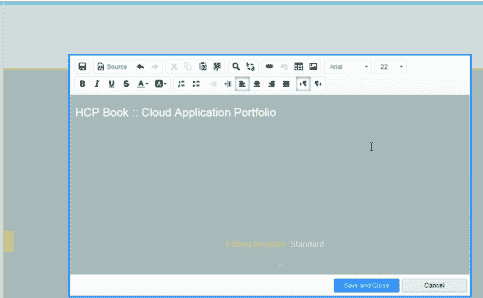 Source
Arial
22
B I U S A A
HCP Book :: Cloud Application Portfolio
Editing template: Standard
Save and Close
Cancel